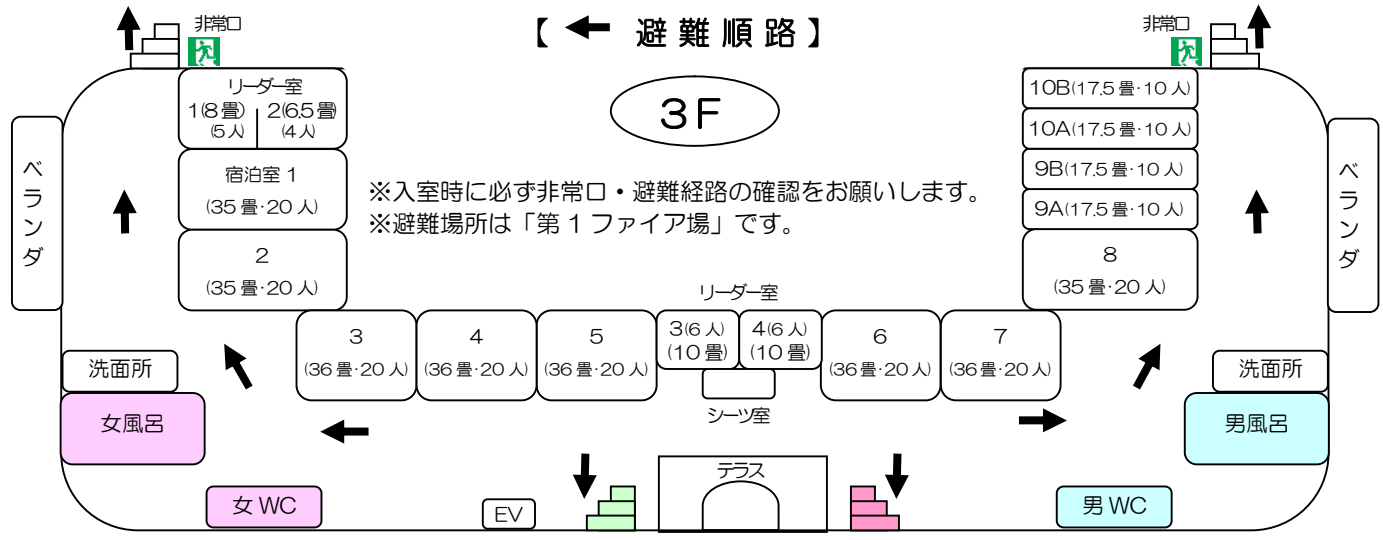 【 ← 避難順路】
非常口
非常口
3F
リーダー室
1(8畳)
(5人)
2(6.5畳)
(4人)
宿泊室 1
(35畳・20人)
2
(35畳・20人)
ベランダ
※入室時に必ず非常口・避難経路の確認をお願いします。
※避難場所は「第1ファイア場」です。
10B(17.5畳・10人)
10A(17.5畳・10人)
9B(17.5畳・10人)
9A(17.5畳・10人)
8
(35畳・20人)
ベランダ
3
(36畳・20人)
4
(36畳・20人)
5
(36畳・20人)
リーダー室
3(6人)
(10畳)
4(6人)
(10畳)
シーツ室
6
(36畳・20人)
7
(36畳・20人)
洗面所
女風呂
女 WC
EV
テラス
洗面所
男風呂
男 WC